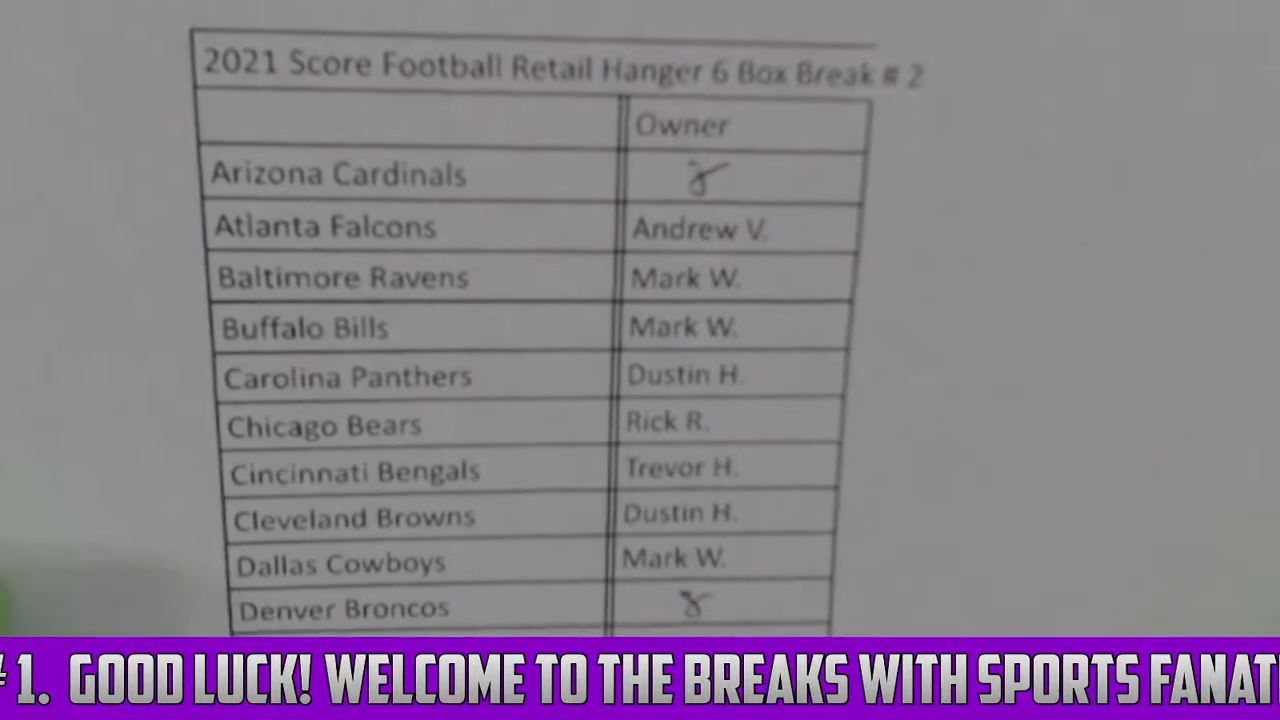 2021 Score Football Retail Hanger 6 Box Break # 2
Owner
Arizona Cardinals
Atlanta Falcons Andrew V.
Baltimore Ravens Mark W.
Buffalo Bills Mark W.
Carolina Panthers Dustin H.
Chicago Bears Rick R.
Cincinnati Bengals Trevor H.
Cleveland Browns Dustin H.
Dallas Cowboys Mark W.
Denver Broncos
#1. GOOD LUCK! WELCOME TO THE BREAKS WITH SPORTS FANATI